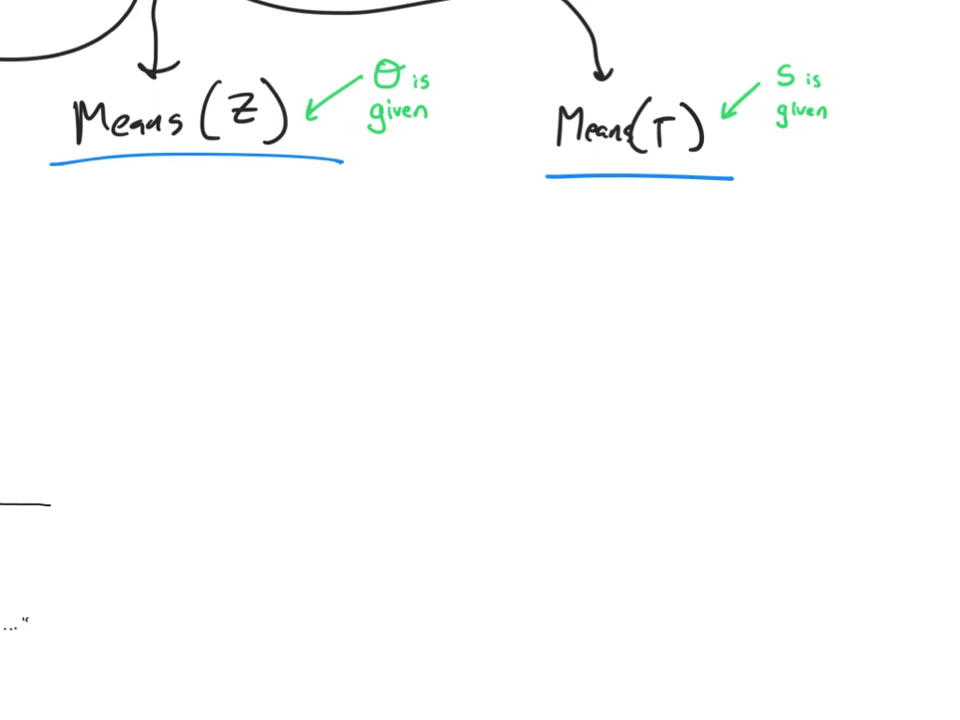 Means (Z)
θ is
given
Means(T)
S is
given
..."